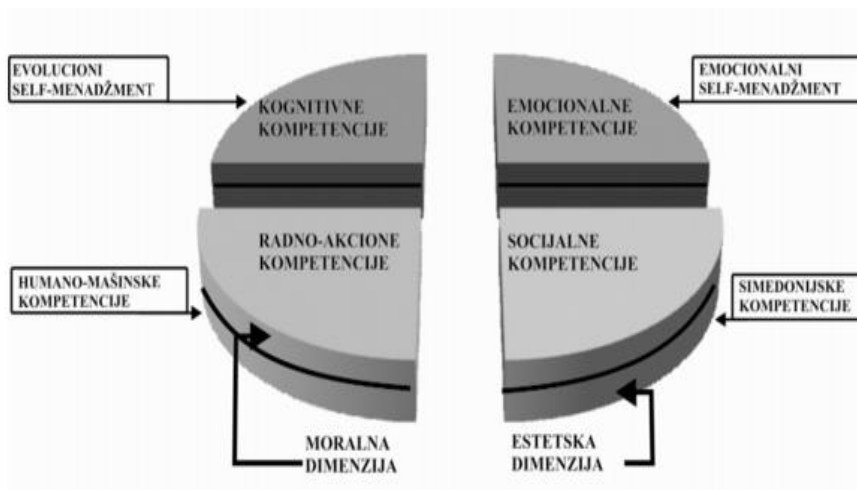 EVOLUCIONI
SELF-MENADŽMENT
KOGNITIVNE
KOMPETENCIJE
EMOCIONALNE
KOMPETENCIJE
EMOCIONALNI
SELF-MENADŽMENT
HUMANO-MAŠINSKE
KOMPETENCIJE
RADNO-AKCIONE
KOMPETENCIJE
SOCIJALNE
KOMPETENCIJE
SIMEDONIJSKE
KOMPETENCIJE
MORALNA
DIMENZIJA
ESTETSKA
DIMENZIJA